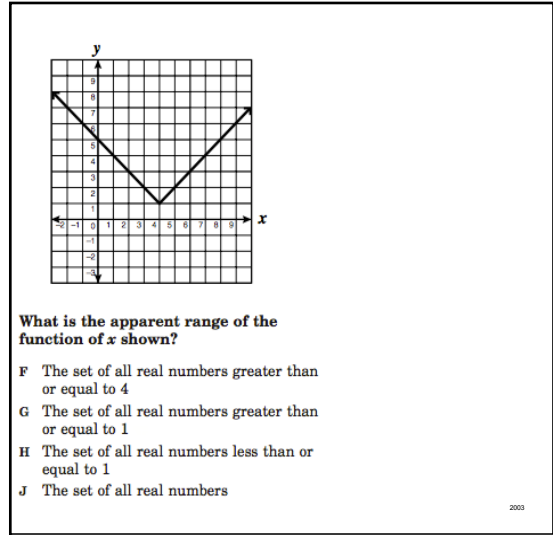 y
9
8
7
6
5
4
3
2
1
-2 -1 0 1 2 3 4 5 6 7 8 9 x
-1
-2
-3
What is the apparent range of the
function of x shown?
F The set of all real numbers greater than
or equal to 4
G The set of all real numbers greater than
or equal to 1
H The set of all real numbers less than or
equal to 1
J The set of all real numbers
2003